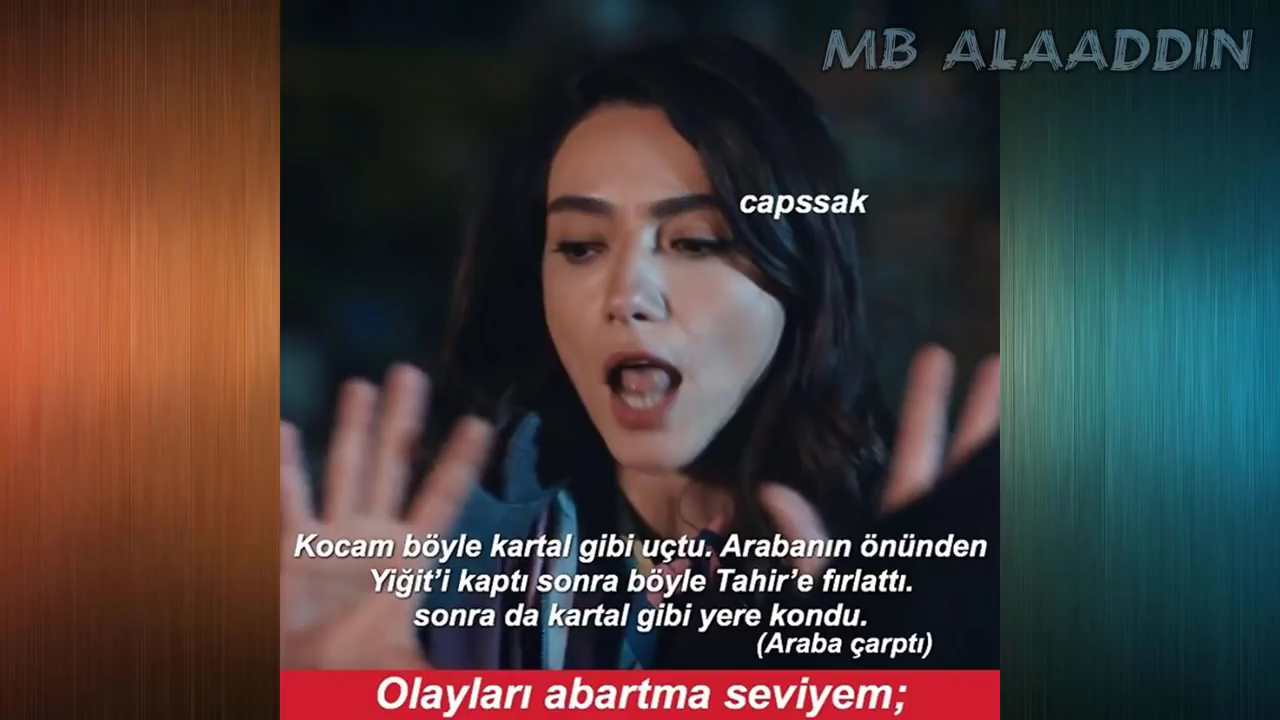 MB ALAADDIN
capssak
Kocam böyle kartal gibi uçtu. Arabanın önünden
Yiğit'i kaptı sonra böyle Tahir'e fırlattı.
sonra da kartal gibi yere kondu.
(Araba çarptı)
Olayları abartma seviyem;